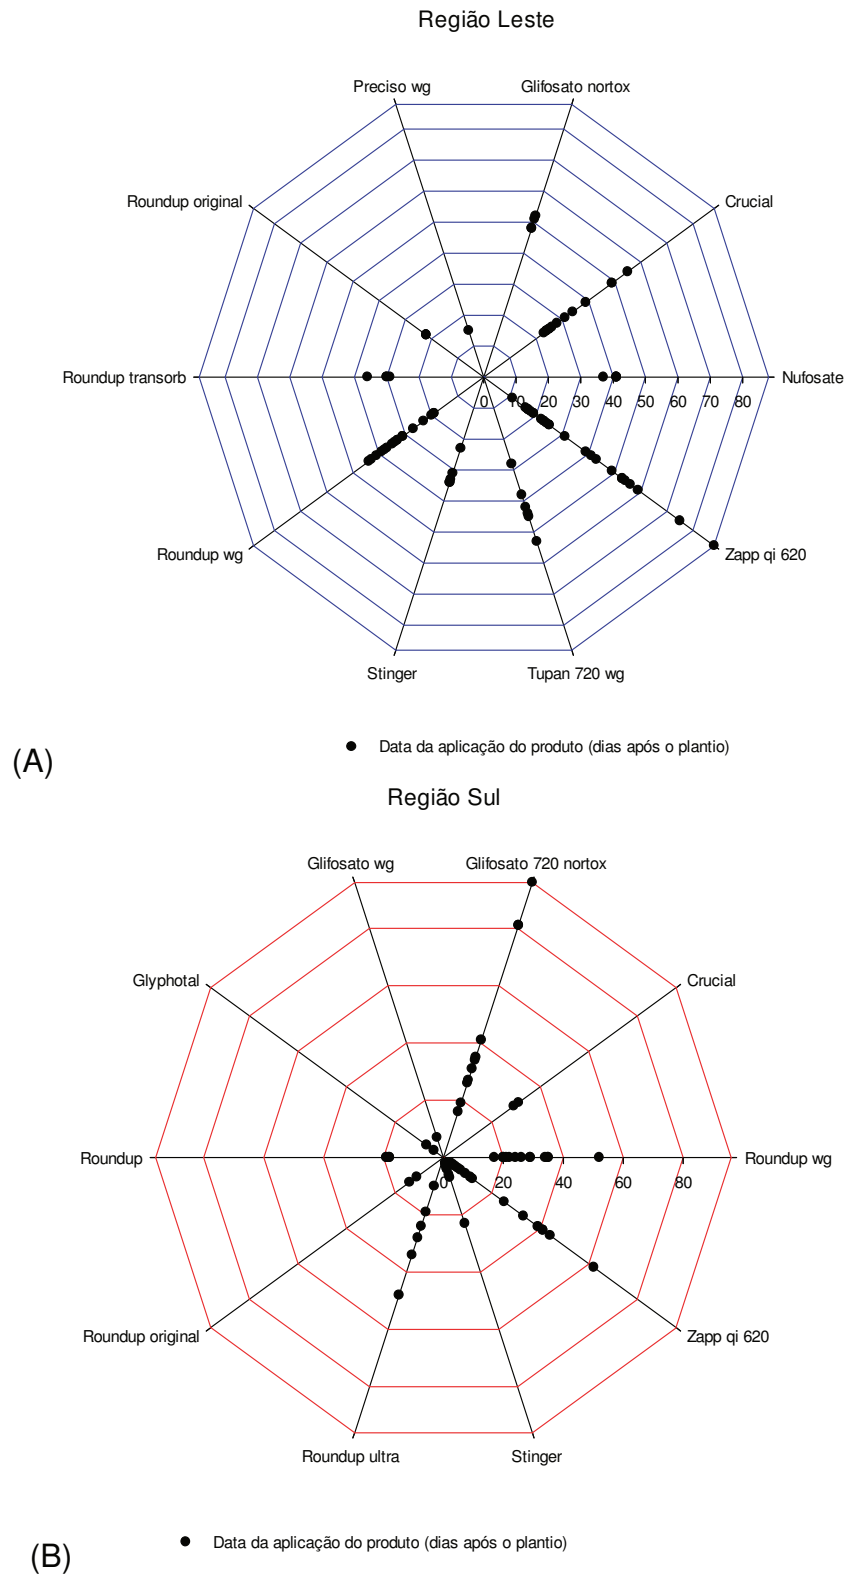 Região Leste
Preciso wg
Glifosato nortox
Roundup original
Crucial
Roundup transorb
Nufosate
0 10 20 30 40 50 60 70 80
Roundup wg
Zapp qi 620
Stinger
Tupan 720 wg
Data da aplicação do produto (dias após o plantio)
(A)
Região Sul
Glifosato wg
Glifosato 720 nortox
Glyphotal
Crucial
Roundup
Roundup wg
0 20 40 60 80
Roundup original
Zapp qi 620
Roundup ultra
Stinger
Data da aplicação do produto (dias após o plantio)
(B)